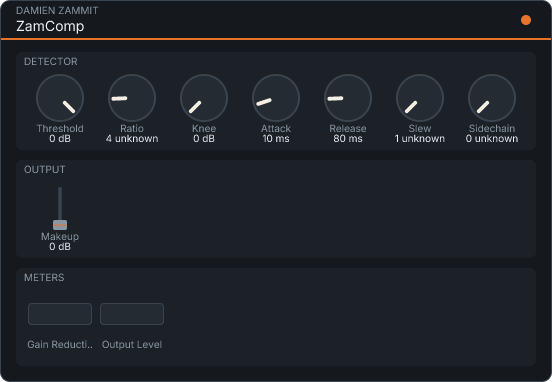 DAMIEN ZAMMIT
ZamComp
DETECTOR
Threshold Ratio Knee Attack Release Slew Sidechain
0 dB 4 unknown 0 dB 10 ms 80 ms 1 unknown 0 unknown
OUTPUT
Makeup
0 dB
METERS
Gain Reducti.. Output Level